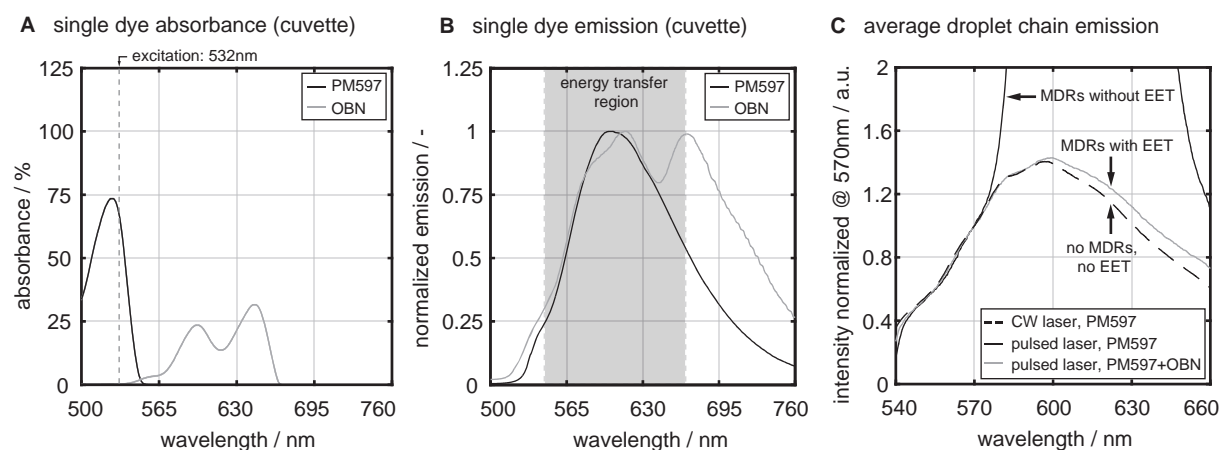 A single dye absorbance (cuvette)
excitation: 532nm
125
100
75
50
25
0
absorbance / %
PM597
OBN
500 565 630 695 760
wavelength / nm
B single dye emission (cuvette)
1.25
1
0.75
0.5
0.25
0
normalized emission / -
energy transfer
region
PM597
OBN
500 565 630 695 760
wavelength / nm
C average droplet chain emission
2
1.6
1.2
0.8
0.4
0
intensity normalized @ 570nm / a.u.
MDRs without EET
MDRs with EET
no MDRs,
no EET
CW laser, PM597
pulsed laser, PM597
pulsed laser, PM597+OBN
540 570 600 630 660
wavelength / nm